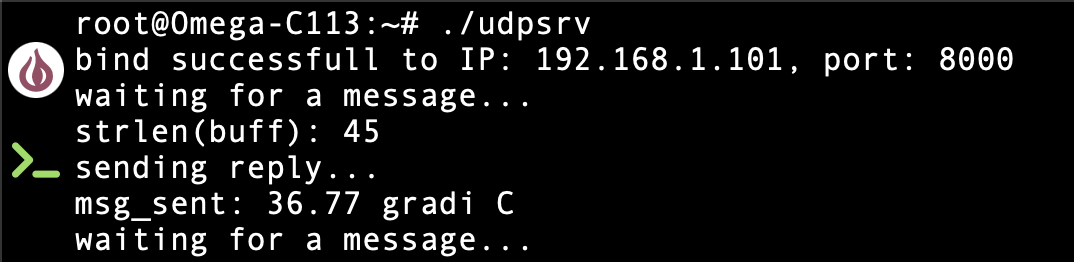 root@Omega-C113:~# ./udpsrv
bind successfull to IP: 192.168.1.101, port: 8000
waiting for a message...
strlen(buff): 45
sending reply...
msg_sent: 36.77 gradi C
waiting for a message...